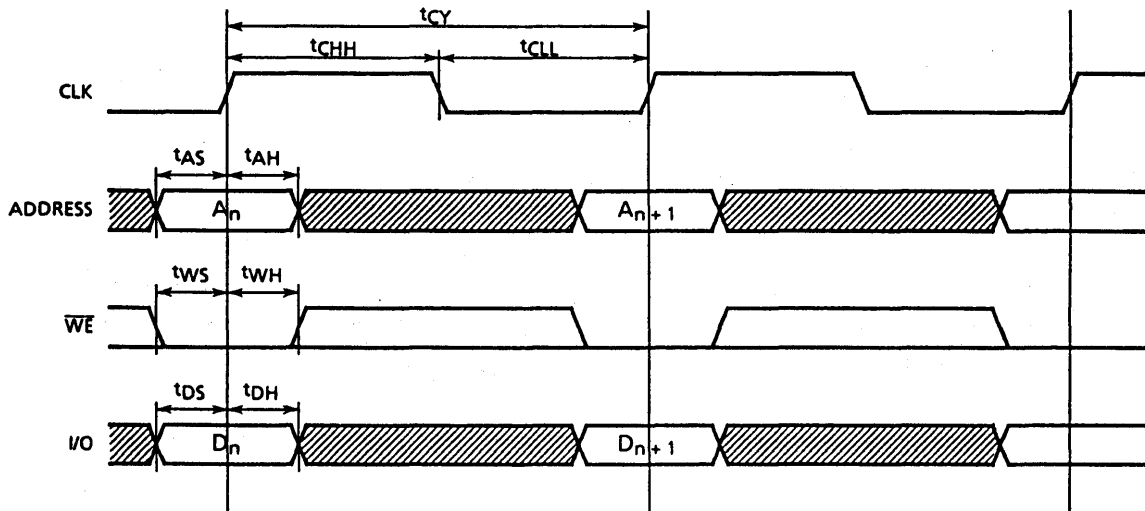 tCY
tCHH tCLL
CLK
tAS tAH
ADDRESS An An + 1
tWS tWH
WE
tDS tDH
I/O Dn Dn + 1